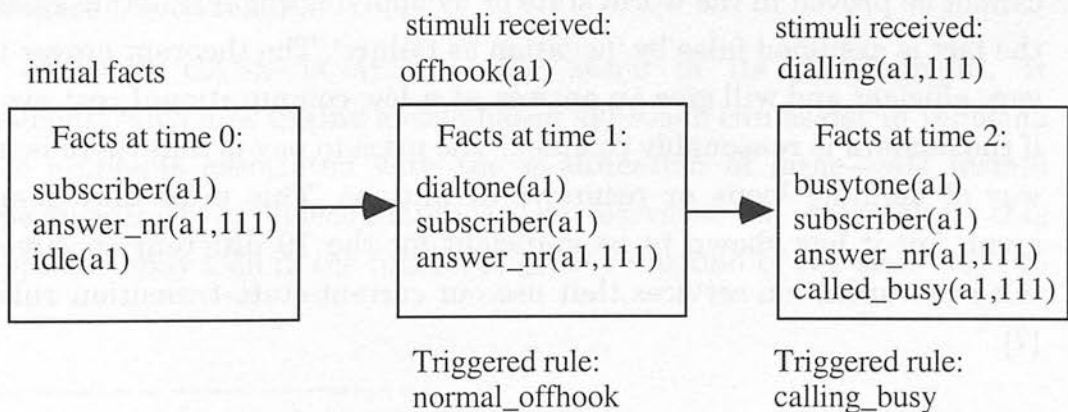 initial facts
Facts at time 0:
subscriber(a1)
answer_nr(a1,111)
idle(a1)
stimuli received:
offhook(a1)
Facts at time 1:
dialtone(a1)
subscriber(a1)
answer_nr(a1,111)
Triggered rule:
normal_offhook
stimuli received:
dialling(a1,111)
Facts at time 2:
busytone(a1)
subscriber(a1)
answer_nr(a1,111)
called_busy(a1,111)
Triggered rule:
calling_busy